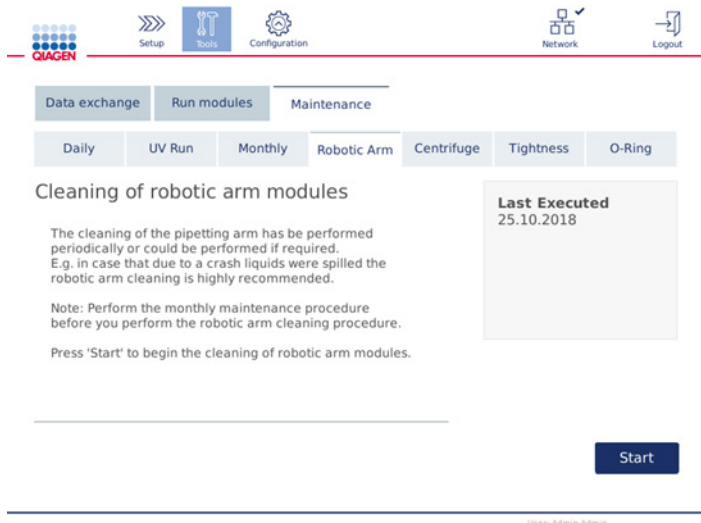 QIAGEN
Setup
Tools
Configuration
Network
Logout
Data exchange
Run modules
Maintenance
Daily
UV Run
Monthly
Robotic Arm
Centrifuge
Tightness
O-Ring
Cleaning of robotic arm modules
The cleaning of the pipetting arm has be performed
periodically or could be performed if required.
E.g. in case that due to a crash liquids were spilled the
robotic arm cleaning is highly recommended.
Note: Perform the monthly maintenance procedure
before you perform the robotic arm cleaning procedure.
Press 'Start' to begin the cleaning of robotic arm modules.
Last Executed
25.10.2018
Start